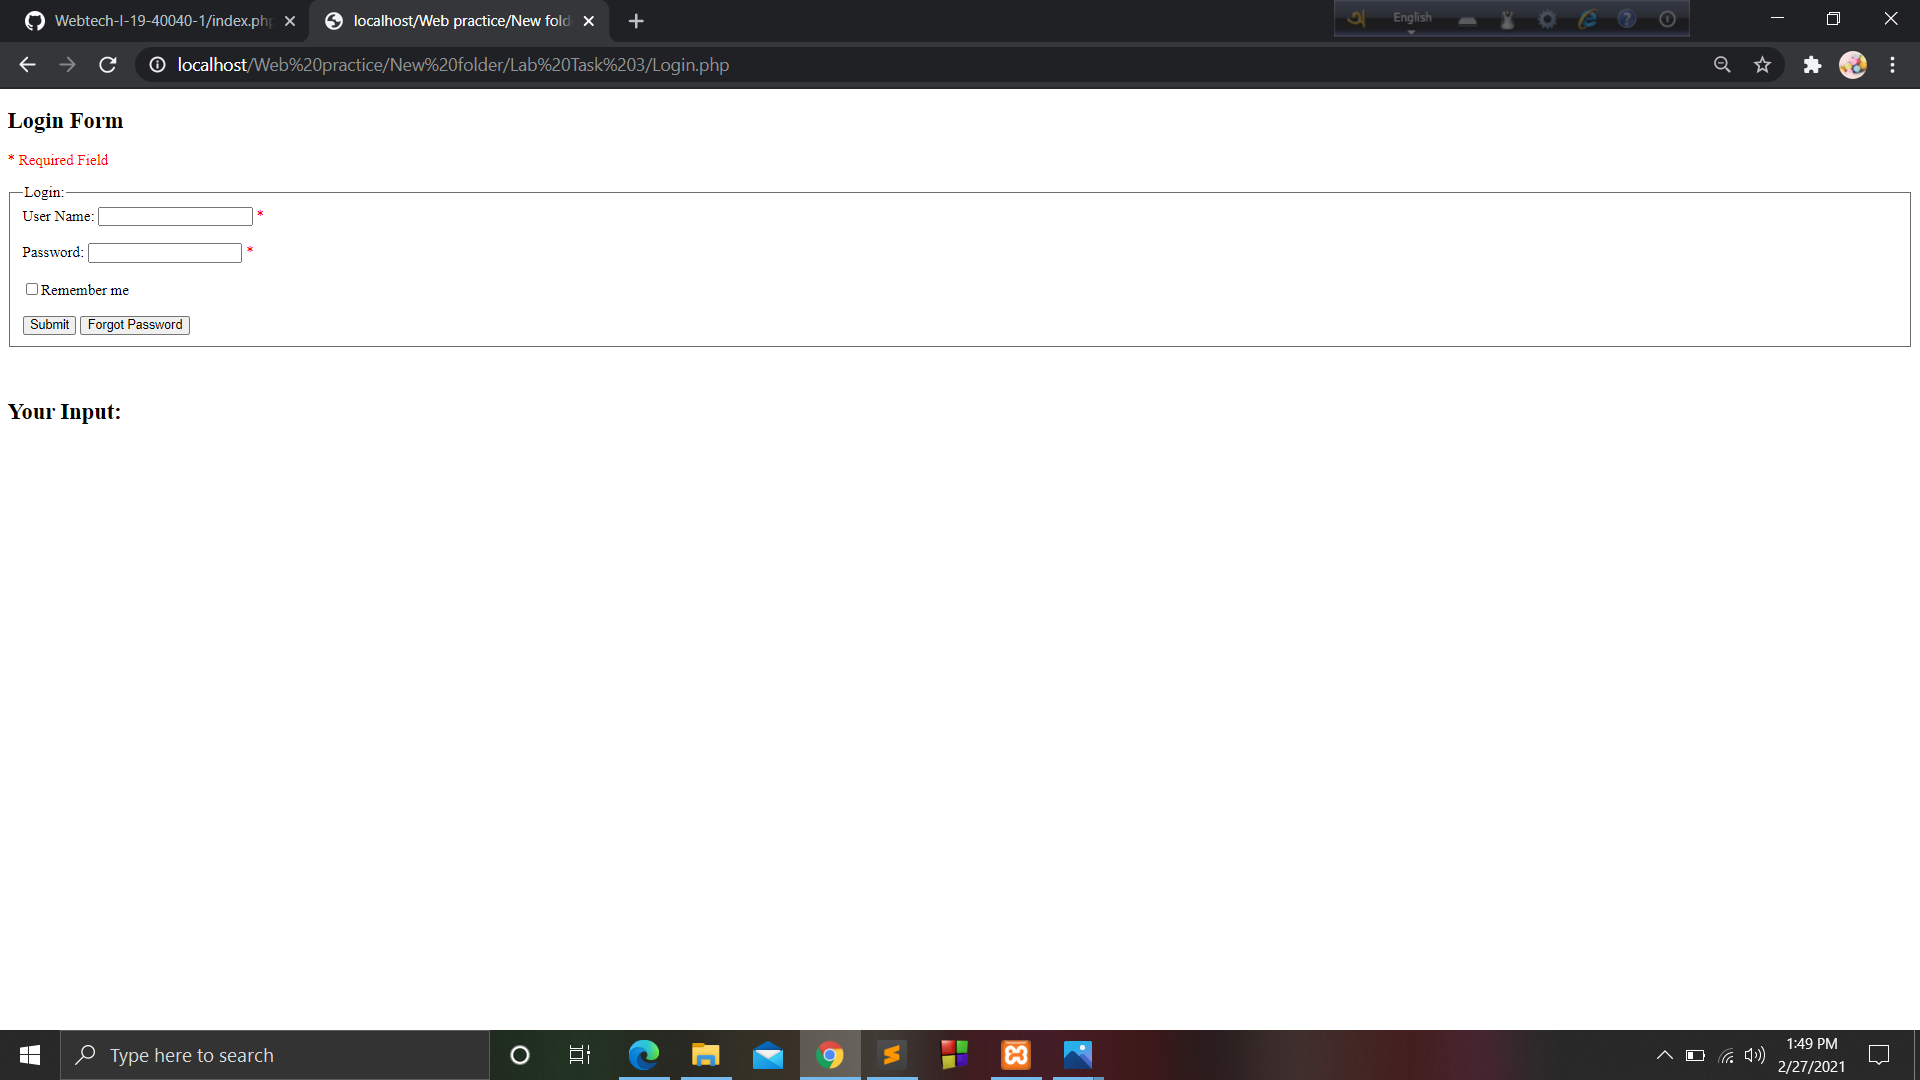 Webtech-I-19-40040-1/index.php
localhost/Web practice/New fold
অ English
localhost/Web%20practice/New%20folder/Lab%20Task%203/Login.php
Login Form
* Required Field
Login:
User Name: *
Password: *
Remember me
Submit Forgot Password
Your Input:
Type here to search
1:49 PM
2/27/2021